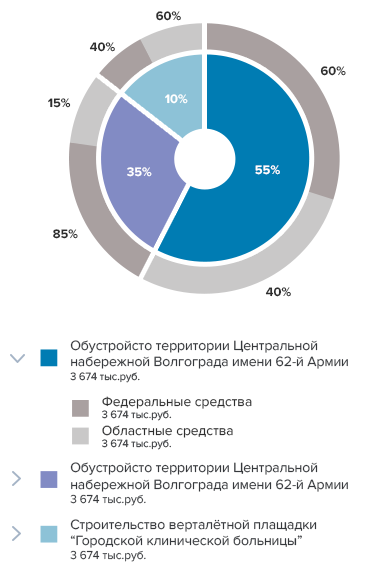 60%
40%
60%
10%
15%
35%
55%
85%
40%
Обустройсто территории Центральной
набережной Волгограда имени 62-й Армии
3 674 тыс.руб.
Федеральные средства
3 674 тыс.руб.
Областные средства
3 674 тыс.руб.
Обустройсто территории Центральной
набережной Волгограда имени 62-й Армии
3 674 тыс.руб.
Строительство верталётной плащадки
“Городской клинической больницы”
3 674 тыс.руб.